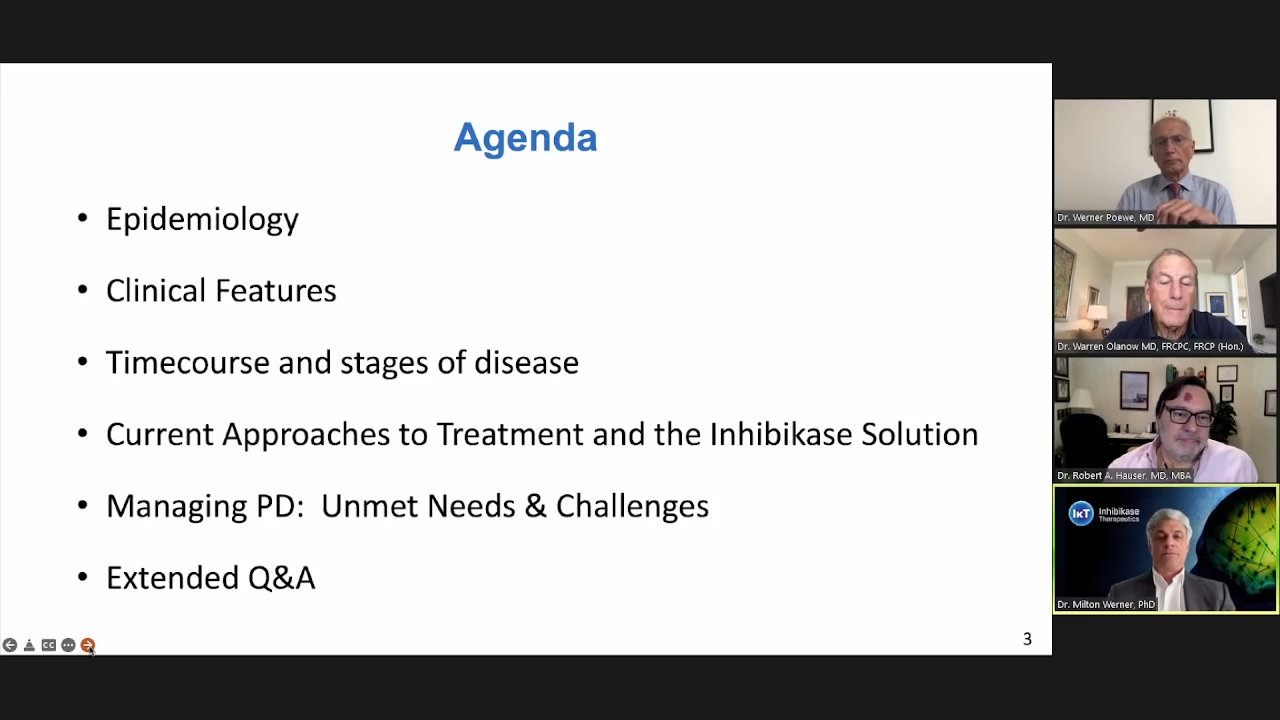 Agenda
• Epidemiology
• Clinical Features
• Timecourse and stages of disease
• Current Approaches to Treatment and the Inhibikase Solution
• Managing PD:  Unmet Needs & Challenges
• Extended Q&A
3
CC
Dr. Werner Poewe, MD
Dr. Warren Olanow MD, FRCPC, FRCP (Hon.)
Dr. Robert A. Hauser, MD, MBA
IκT
Inhibikase
Therapeutics
Dr. Milton Werner, PhD